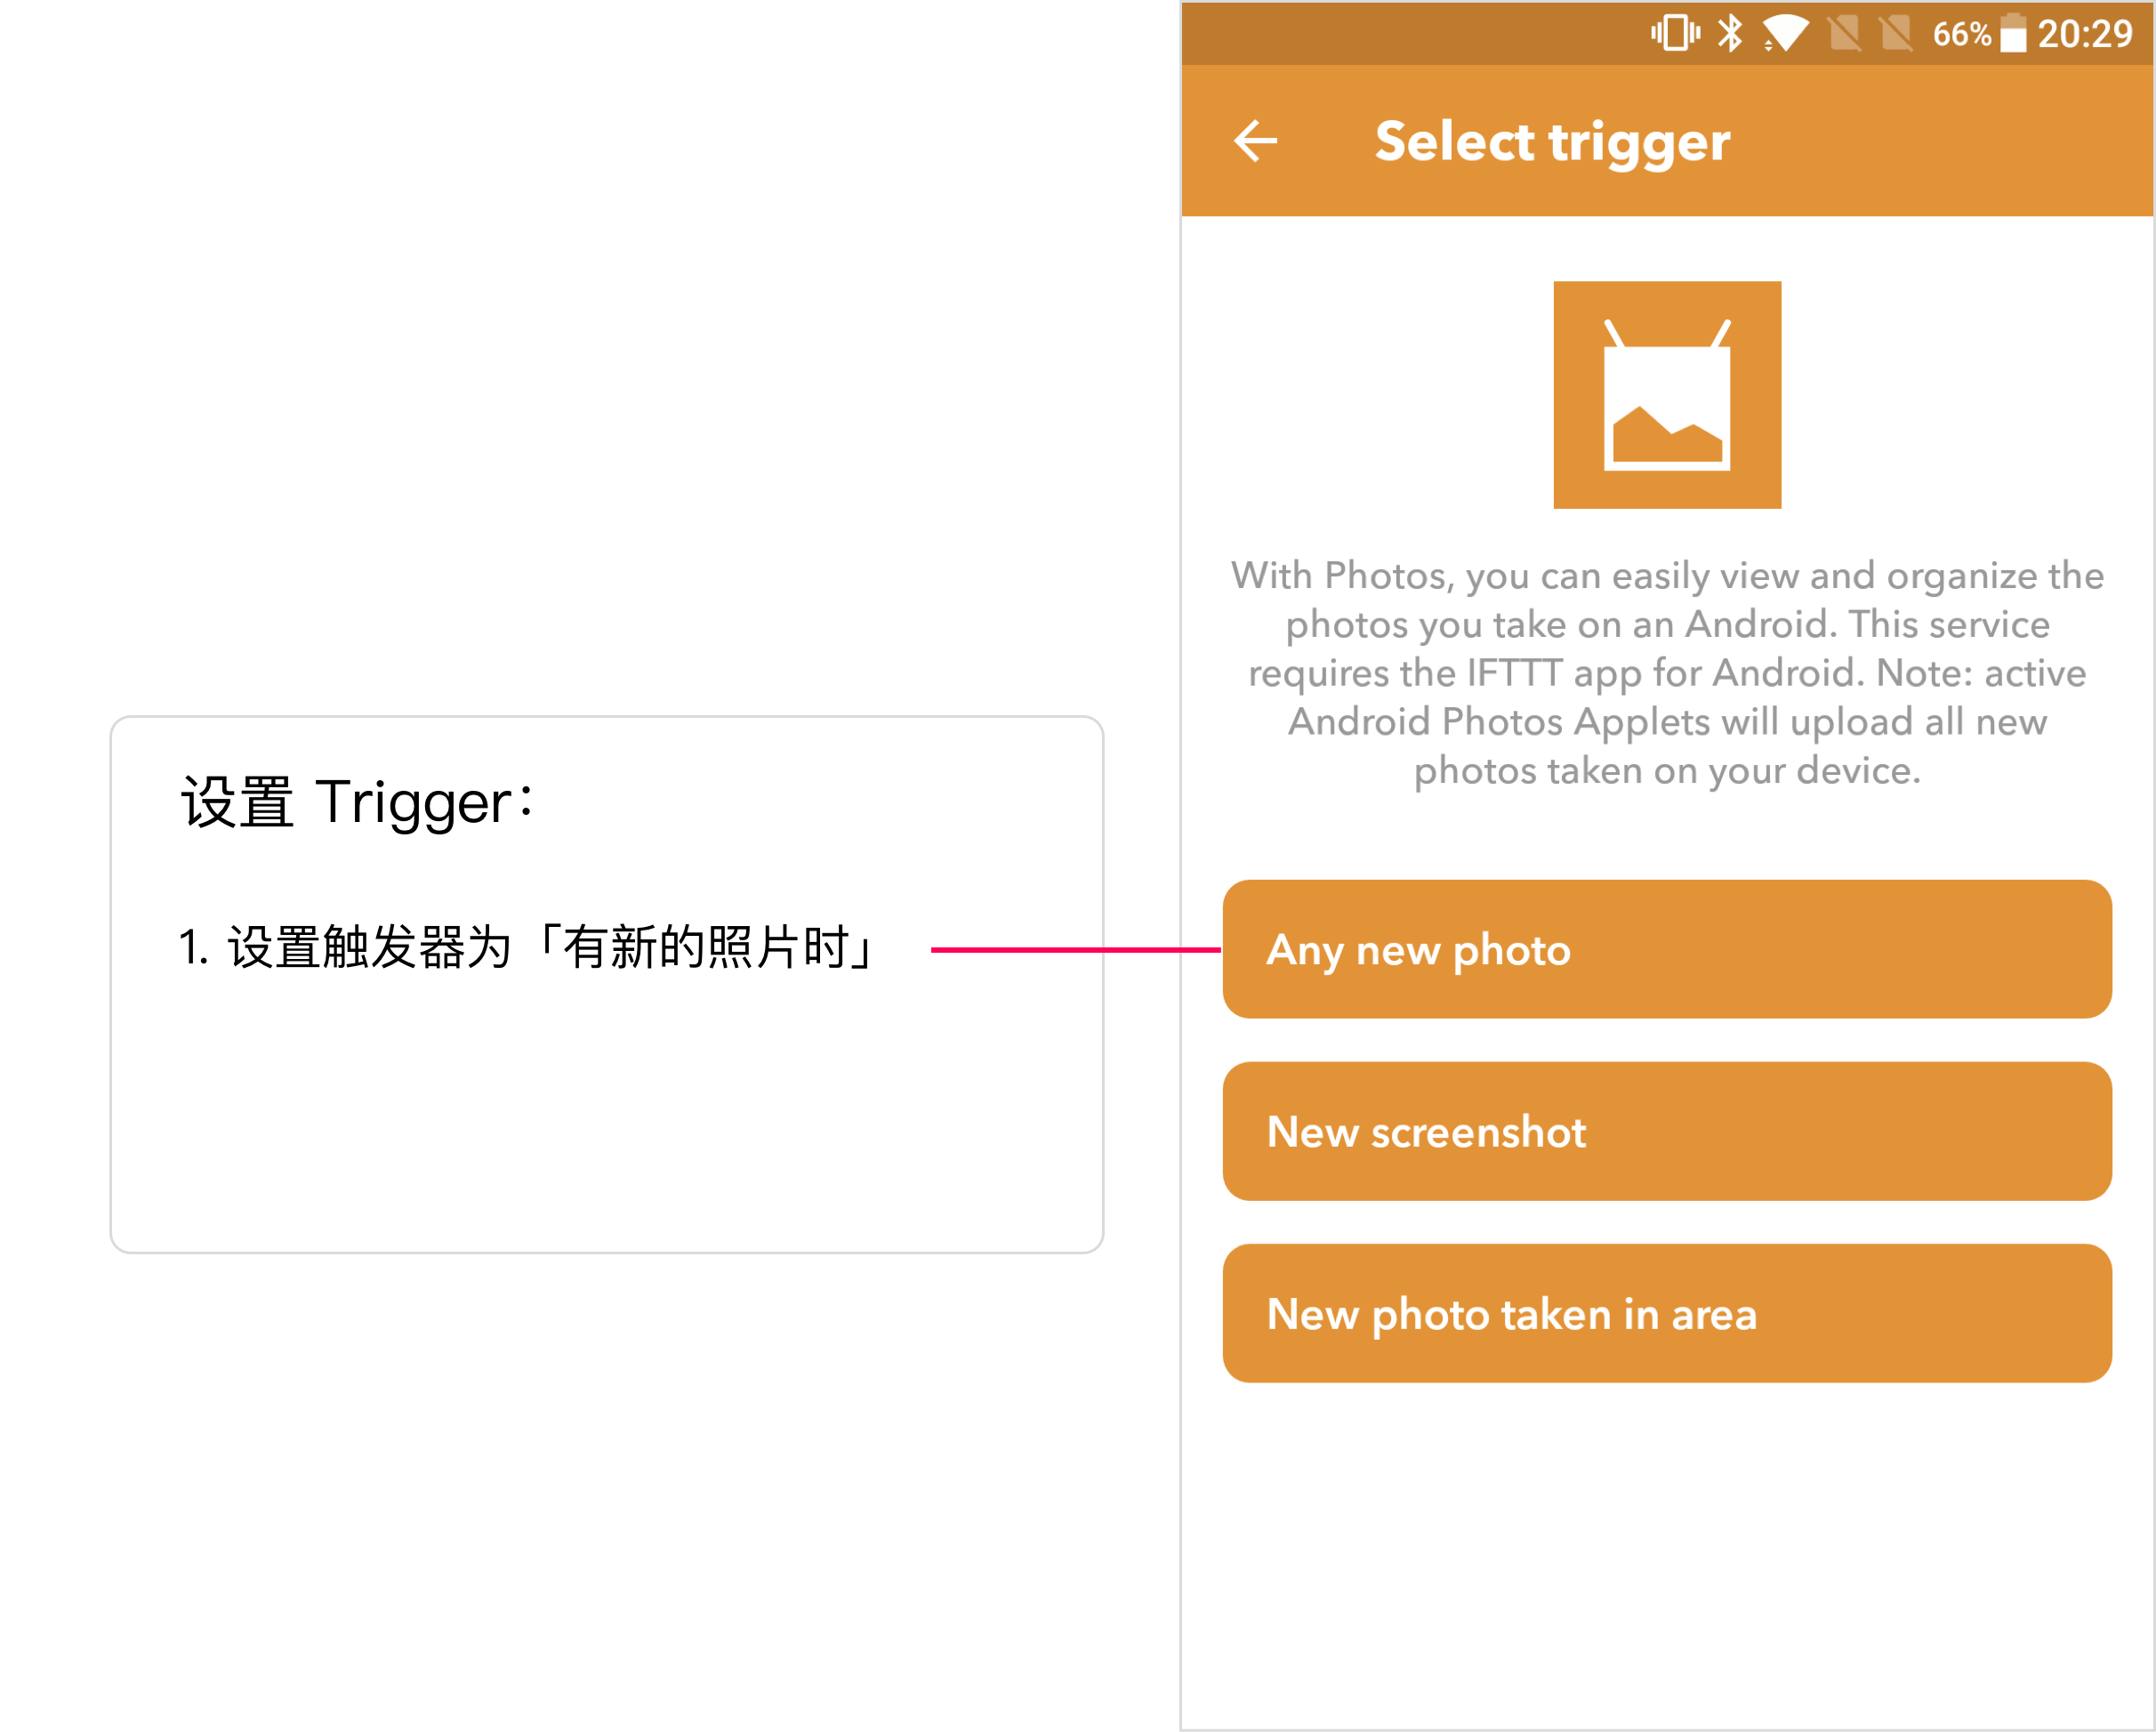 设置 Trigger：
1. 设置触发器为「有新的照片时」
66% 20:29
Select trigger
With Photos, you can easily view and organize the
photos you take on an Android. This service
requires the IFTTT app for Android. Note: active
Android Photos Applets will upload all new
photos taken on your device.
Any new photo
New screenshot
New photo taken in area